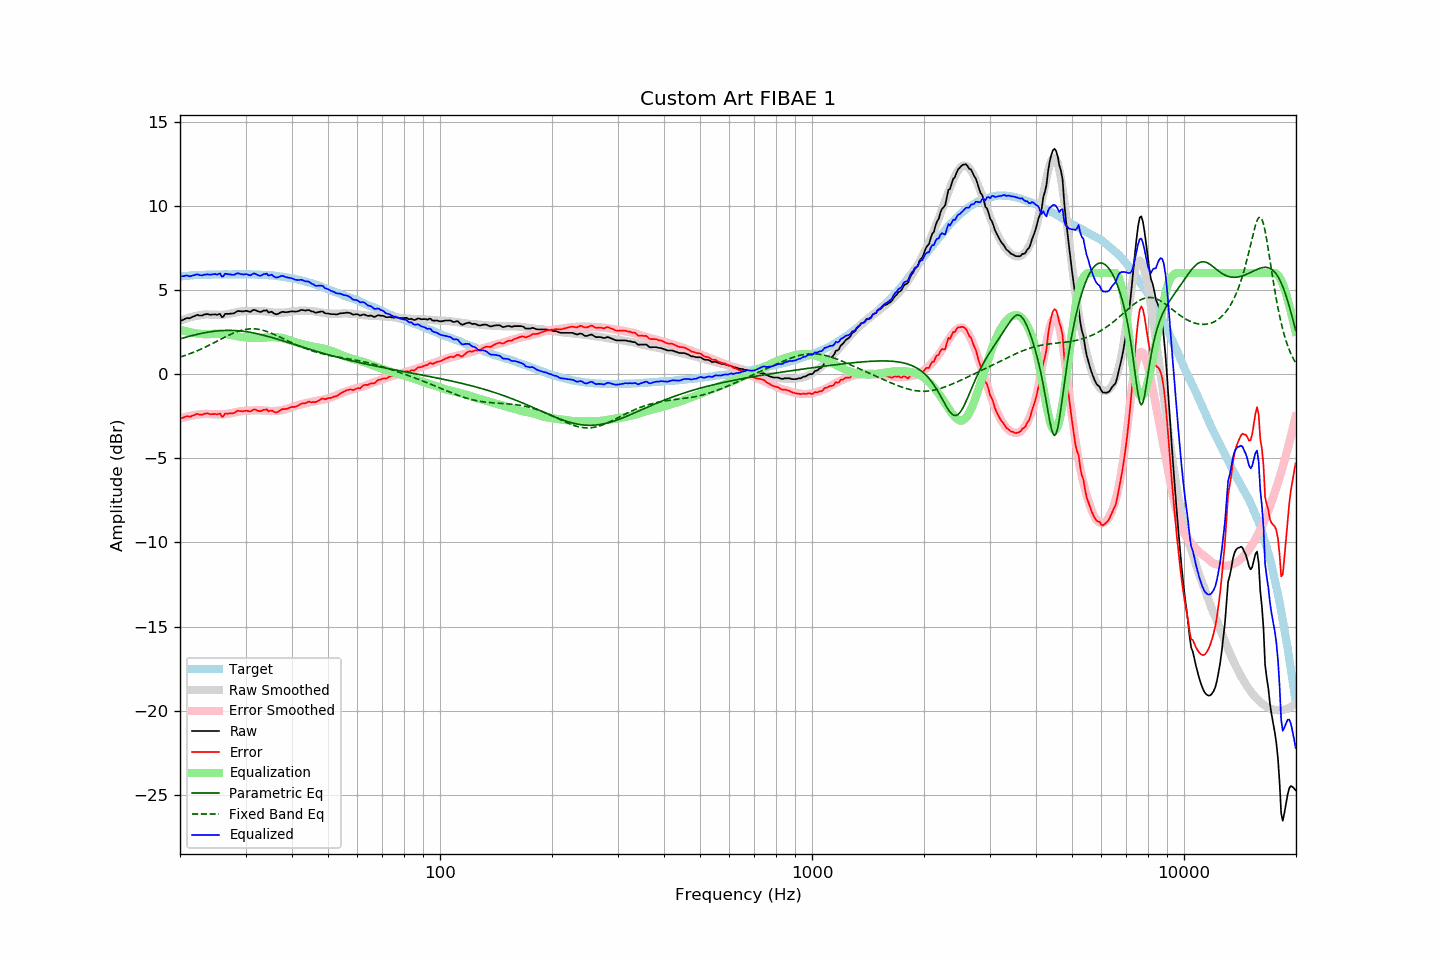 Custom Art FIBAE 1
15
10
5
0
−5
−10
−15
−20
−25
Amplitude (dBr)
Target
Raw Smoothed
Error Smoothed
Raw
Error
Equalization
Parametric Eq
Fixed Band Eq
Equalized
100
1000
10000
Frequency (Hz)